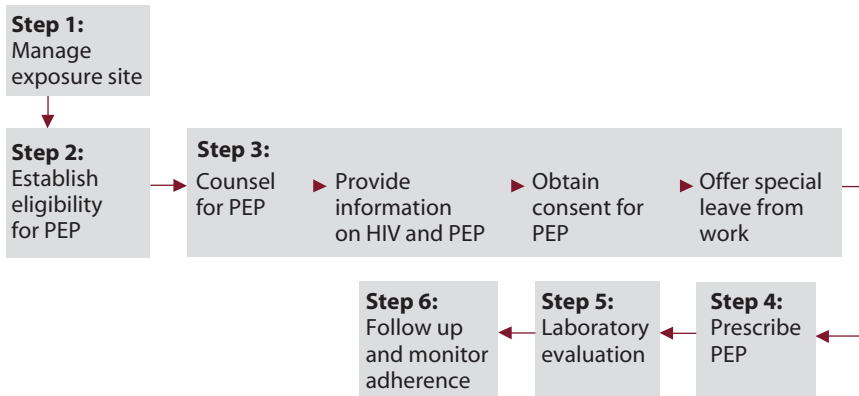 Step 1:
Manage
exposure site
Step 2:
Establish
eligibility
for PEP
Step 3:
Counsel
for PEP
Provide
information
on HIV and PEP
Obtain
consent for
PEP
Offer special
leave from
work
Step 4:
Prescribe
PEP
Step 5:
Laboratory
evaluation
Step 6:
Follow up
and monitor
adherence